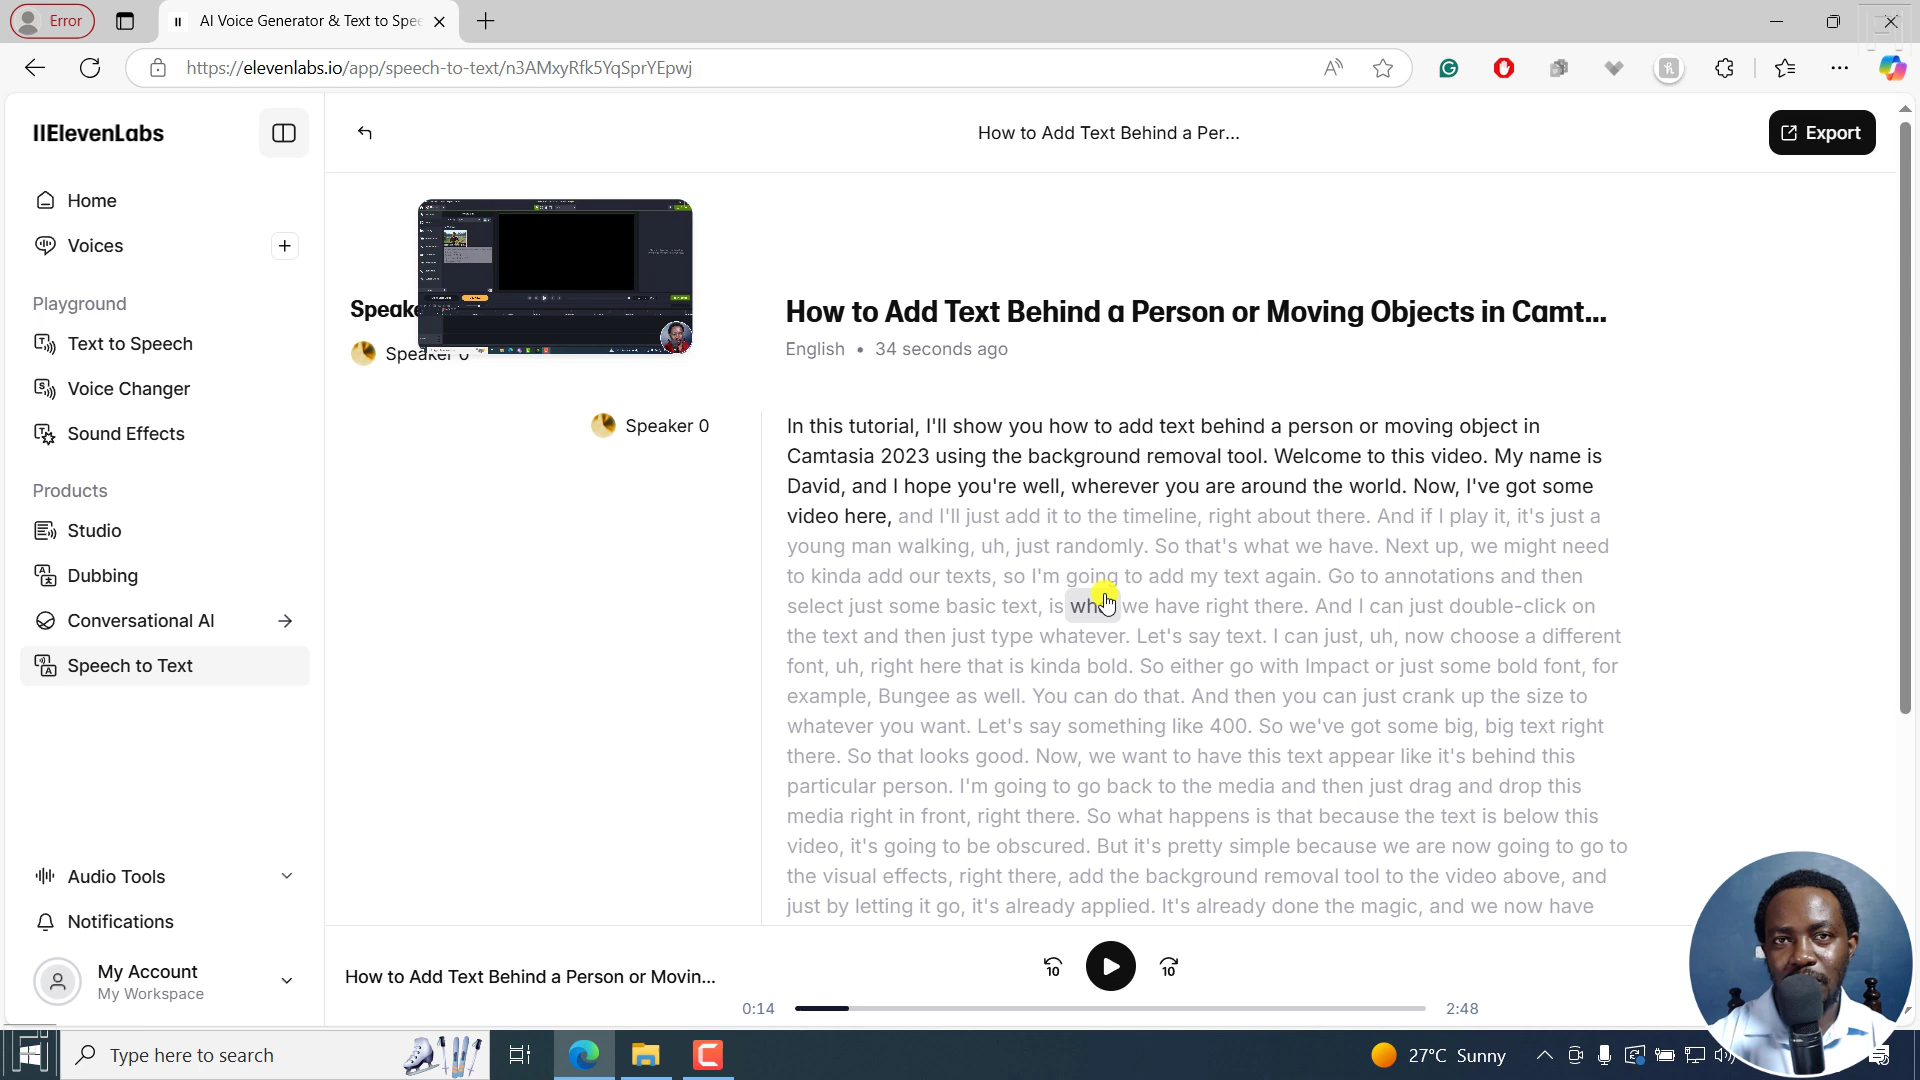 Error
AI Voice Generator & Text to Spee
https://elevenlabs.io/app/speech-to-text/n3AMxyRfk5YqSprYEpwj
IIElevenLabs
How to Add Text Behind a Per...
Export
Home
Voices
Playground
Text to Speech
Voice Changer
Sound Effects
Products
Studio
Dubbing
Conversational AI
Speech to Text
Audio Tools
Notifications
My Account
My Workspace
Speake
Speaker 0
How to Add Text Behind a Person or Moving Objects in Camt...
English • 34 seconds ago
Speaker 0
In this tutorial, I'll show you how to add text behind a person or moving object in
Camtasia 2023 using the background removal tool. Welcome to this video. My name is
David, and I hope you're well, wherever you are around the world. Now, I've got some
video here, and I'll just add it to the timeline, right about there. And if I play it, it's just a
young man walking, uh, just randomly. So that's what we have. Next up, we might need
to kinda add our texts, so I'm going to add my text again. Go to annotations and then
select just some basic text, is what we have right there. And I can just double-click on
the text and then just type whatever. Let's say text. I can just, uh, now choose a different
font, uh, right here that is kinda bold. So either go with Impact or just some bold font, for
example, Bungee as well. You can do that. And then you can just crank up the size to
whatever you want. Let's say something like 400. So we've got some big, big text right
there. So that looks good. Now, we want to have this text appear like it's behind this
particular person. I'm going to go back to the media and then just drag and drop this
media right in front, right there. So what happens is that because the text is below this
video, it's going to be obscured. But it's pretty simple because we are now going to go to
the visual effects, right there, add the background removal tool to the video above, and
just by letting it go, it's already applied. It's already done the magic, and we now have
How to Add Text Behind a Person or Movin...
10
10
0:14
2:48
Type here to search
27°C Sunny